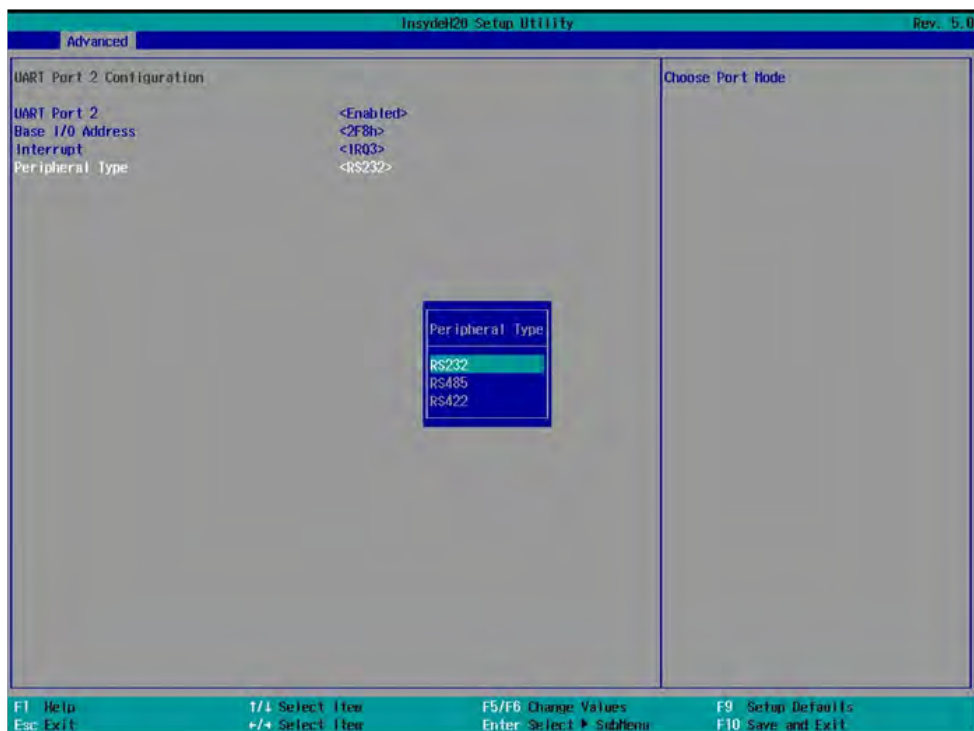 InsydeH20 Setup Utility Rev. 5.0
Advanced
UART Port 2 Configuration
Choose Port Mode
UART Port 2 <Enabled>
Base I/O Address <2F8h>
Interrupt <IRQ3>
Peripheral Type <RS232>
Peripheral Type
RS232
RS485
RS422
F1 Help ↑/↓ Select Item F5/F6 Change Values F9 Setup Defaults
Esc Exit ←/→ Select Item Enter Select ▶ SubMenu F10 Save and Exit